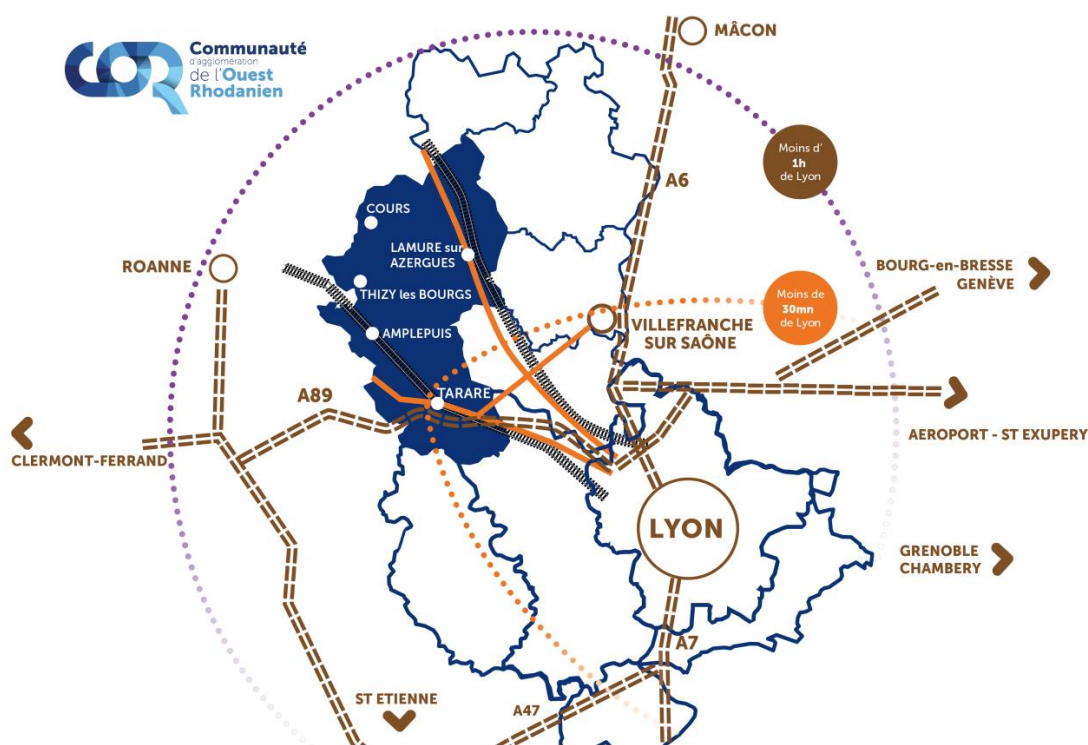 COR
Communauté
d'agglomération
de l'Ouest
Rhodanien
MÂCON
Moins d'
1h
de Lyon
A6
COURS
LAMURE sur
AZERGUES
ROANNE
BOURG-en-BRESSE
GENÈVE
THIZY les BOURGS
Moins de
30mn
de Lyon
AMPLEPUIS
VILLEFRANCHE
SUR SAÔNE
TARARE
A89
AEROPORT - ST EXUPERY
CLERMONT-FERRAND
LYON
GRENOBLE
CHAMBERY
A7
ST ETIENNE
A47